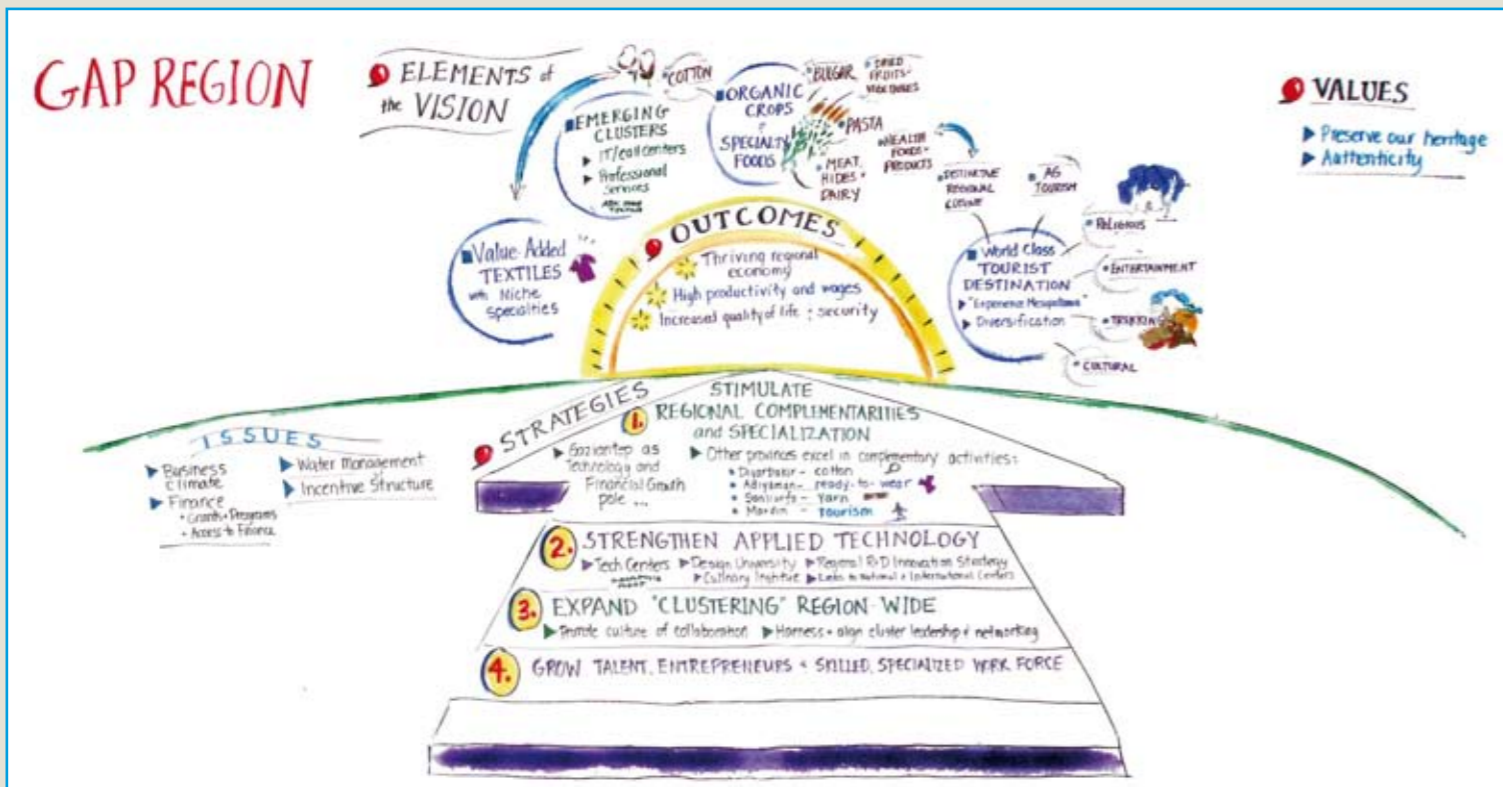 GAP REGION
ELEMENTS of
the VISION
COTTON
EMERGING
CLUSTERS
IT/call centers
Professional
Services
Value-Added
TEXTILES
with Niche
Specialties
ORGANIC
CROPS
+
SPECIALTY
FOODS
BULGAR
DRIED
FRUITS-
PASTA
MEAT,
HIDES +
DAIRY
HEALTH
FOODS +
PRODUCTS
DISTINCTIVE
REGIONAL
CUISINE
AG
TOURISM
RELIGIOUS
ENTERTAINMENT
TREKKING
CULTURAL
World Class
TOURIST
DESTINATION
"Experience Mesopotamia"
Diversification
VALUES
Preserve our heritage
Authenticity
OUTCOMES
Thriving regional
economy
High productivity and wages
Increased quality of life + security
ISSUES
Business
Climate
Finance
Grants + Programs
Access to Finance
Water Management
Incentive Structure
STRATEGIES
STIMULATE
1. REGIONAL COMPLEMENTARITIES
and SPECIALIZATION
Gaziantep as
Technology and
Financial Growth
pole ...
Other provinces excel in complementary activities:
Diyarbakir - cotton
Adiyaman - ready-to-wear
Sanliurfa - Yarn
Mardin - Tourism
2. STRENGTHEN APPLIED TECHNOLOGY
Tech Centers Design University Regional R+D Innovation Strategy
Culinary Institute Links to National + International Centers
3. EXPAND "CLUSTERING" REGION-WIDE
Promote culture of collaboration Harness + align cluster leadership + networking
4. GROW TALENT, ENTREPRENEURS + SKILLED, SPECIALIZED WORK FORCE